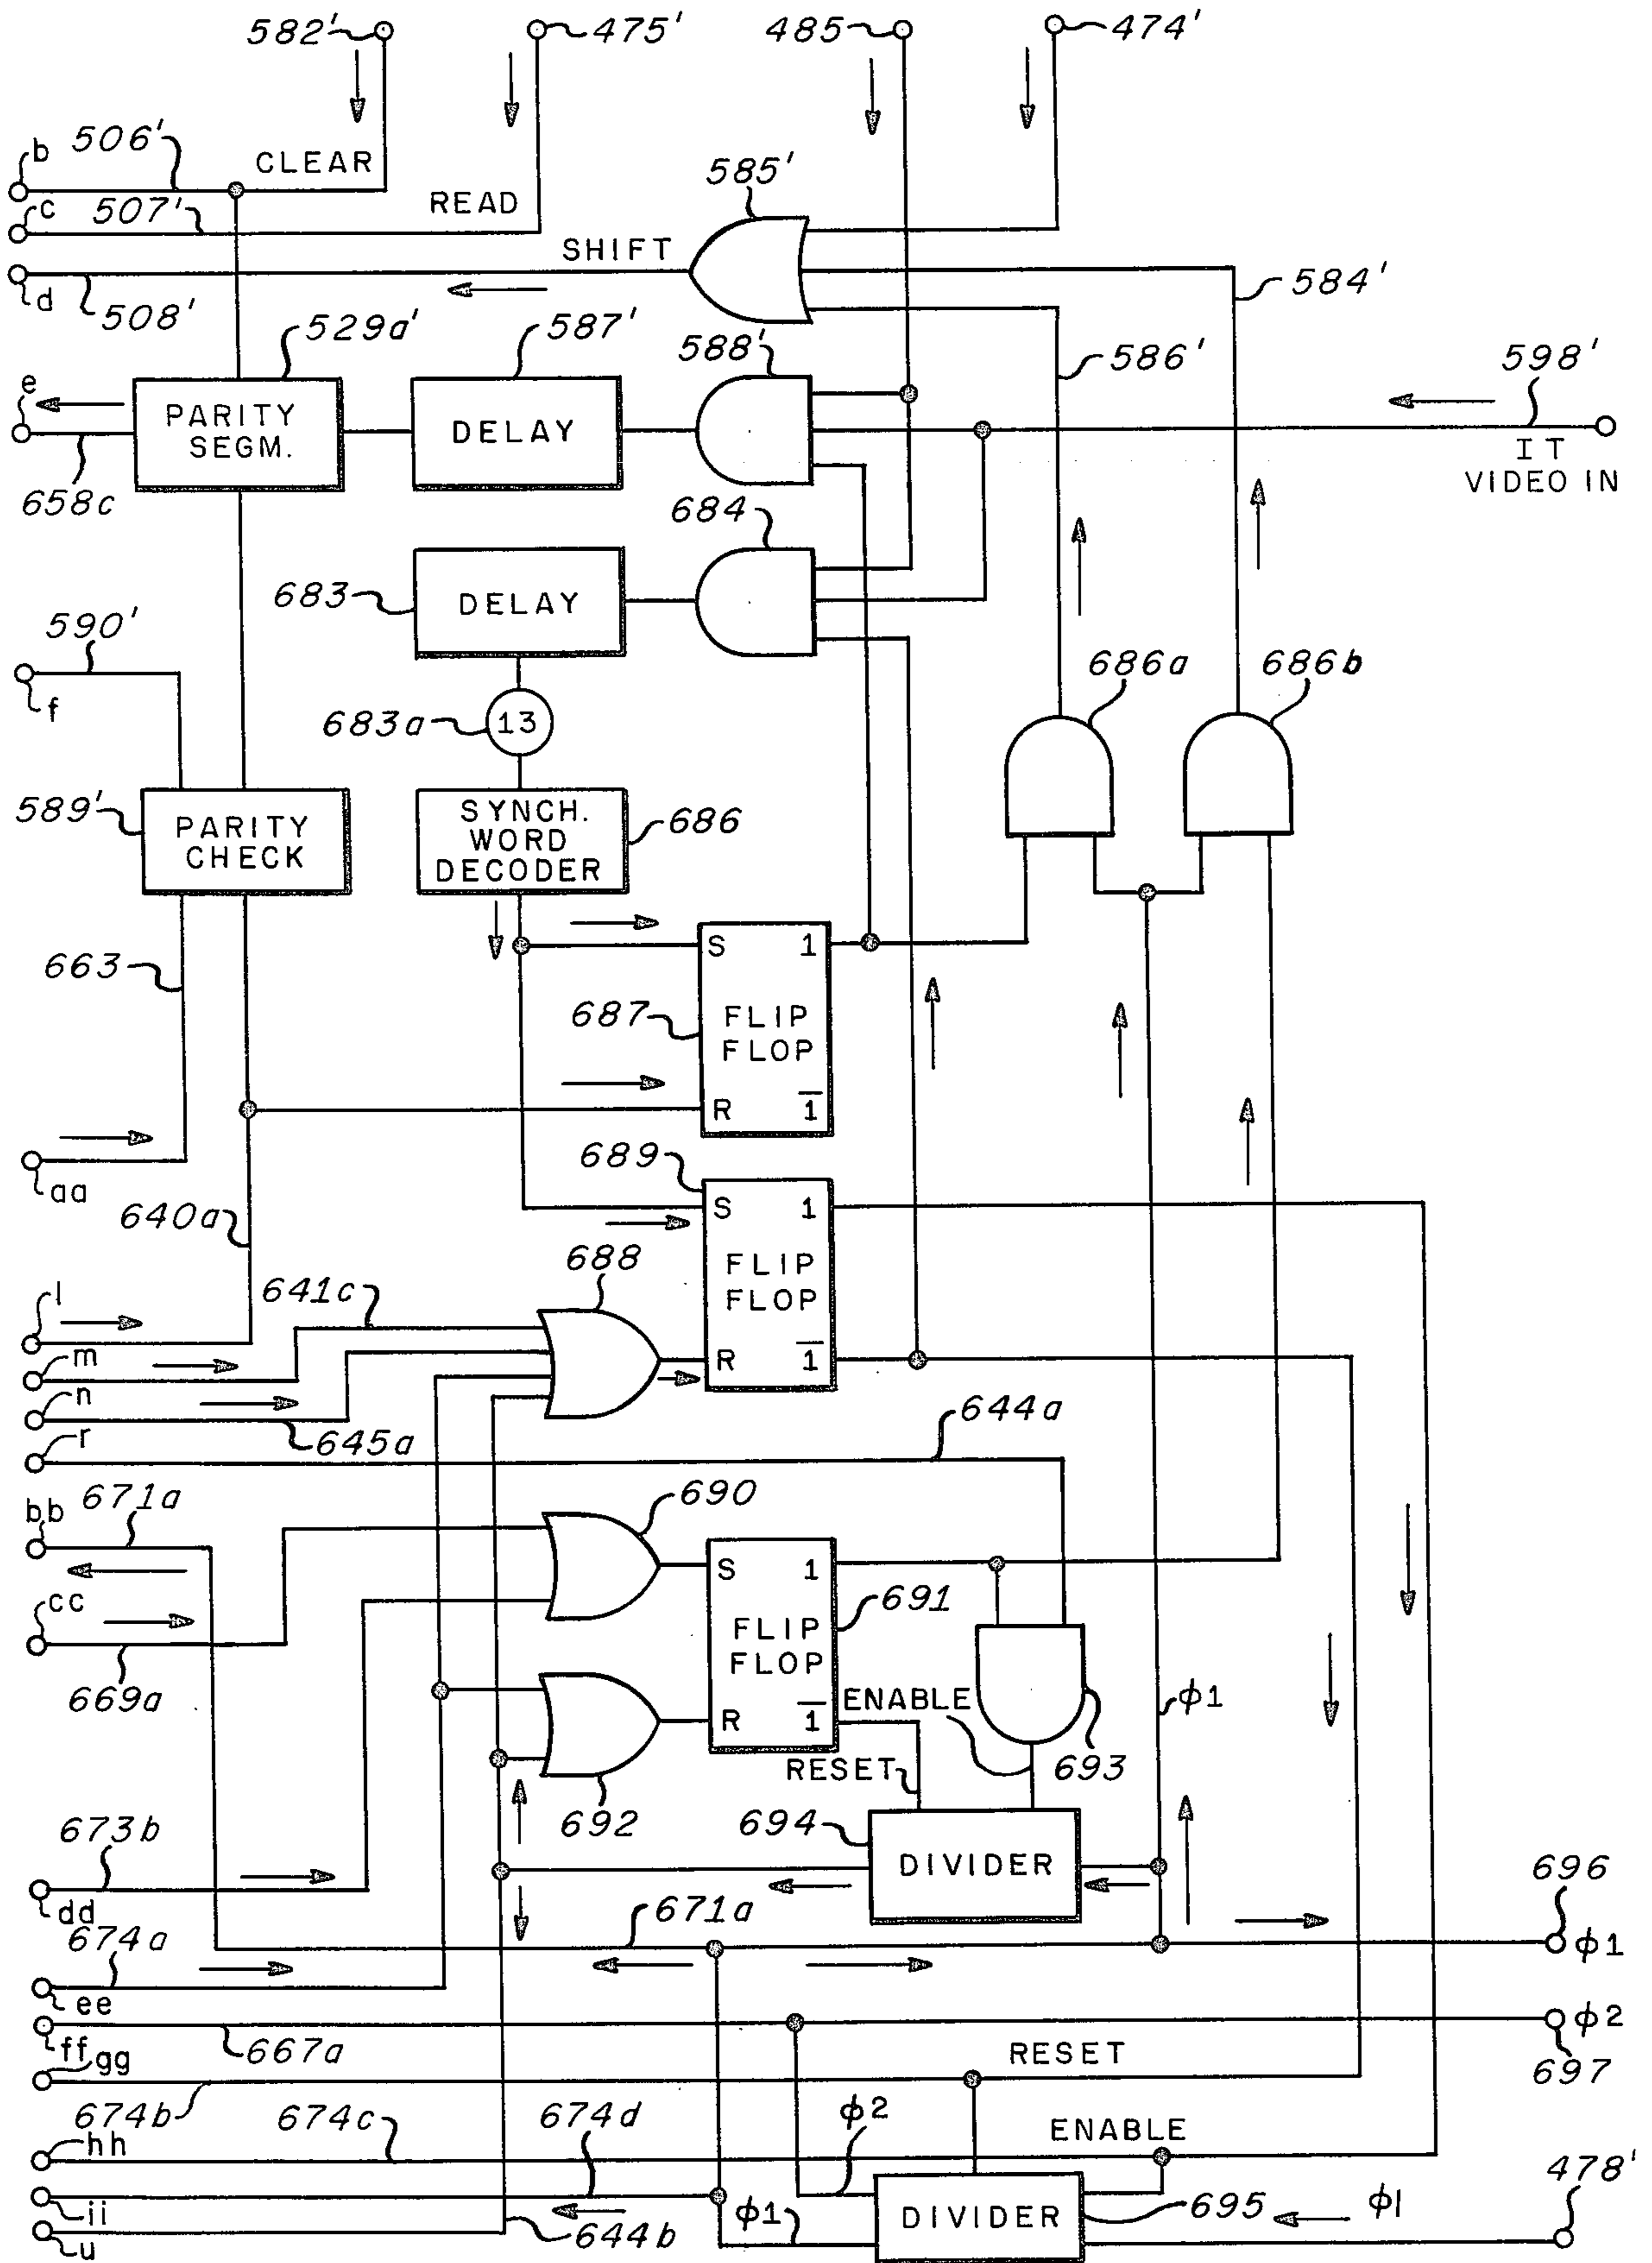 582' 475' 485 474'
b 506' CLEAR
c 507' READ 585'
SHIFT
d 508' 584'
529a' 587' 588' 586' 598'
e PARITY SEGM. DELAY
IT
VIDEO IN
658c 684
683 DELAY
590'
f 686a 686b
683a 13
589' PARITY CHECK
SYNCH. WORD DECODER 686
663 S 1
687 FLIP FLOP
R 1̅
aa 689
640a S 1
688 FLIP FLOP
l 641c
m R 1̅
n 645a 644a
r
bb 671a 690
S 1
cc 691
FLIP FLOP
669a R 1̅ ENABLE ϕ1
RESET 693
692
673b 694 DIVIDER 696
dd 671a ϕ1
674a
ee ϕ2
ff 667a 697
gg RESET
674b 674c 674d ϕ2 ENABLE
hh 478'
ii DIVIDER 695 ϕ1
u 644b ϕ1